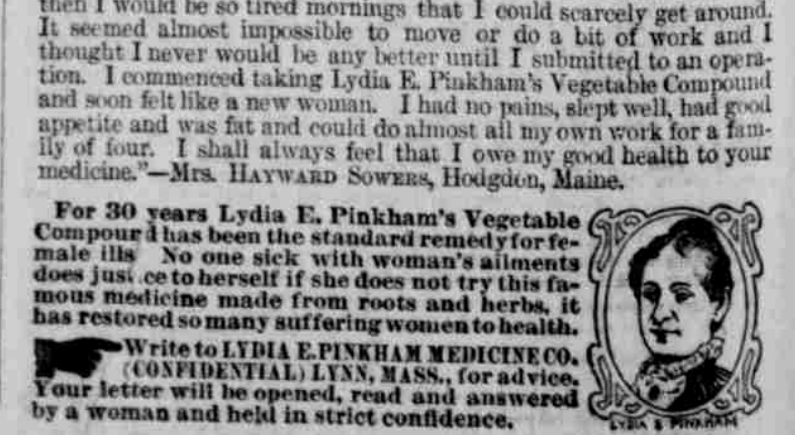 then I would be so tired mornings that I could scarcely get around.
It seemed almost impossible to move or do a bit of work and I
thought I never would be any better until I submitted to an opera-
tion. I commenced taking Lydia E. Pinkham's Vegetable Compound
and soon felt like a new woman. I had no pains, slept well, had good
appetite and was fat and could do almost all my own work for a fam-
ily of four. I shall always feel that I owe my good health to your
medicine."—Mrs. HAYWARD SOWERS, Hodgdon, Maine.
For 30 years Lydia E. Pinkham's Vegetable
Compound has been the standard remedy for fe-
male ills No one sick with woman's ailments
does justice to herself if she does not try this fa-
mous medicine made from roots and herbs, it
has restored so many suffering women to health.
Write to LYDIA E. PINKHAM MEDICINE CO.
(CONFIDENTIAL) LYNN, MASS., for advice.
Your letter will be opened, read and answered
by a woman and held in strict confidence.
LYDIA E PINKHAM